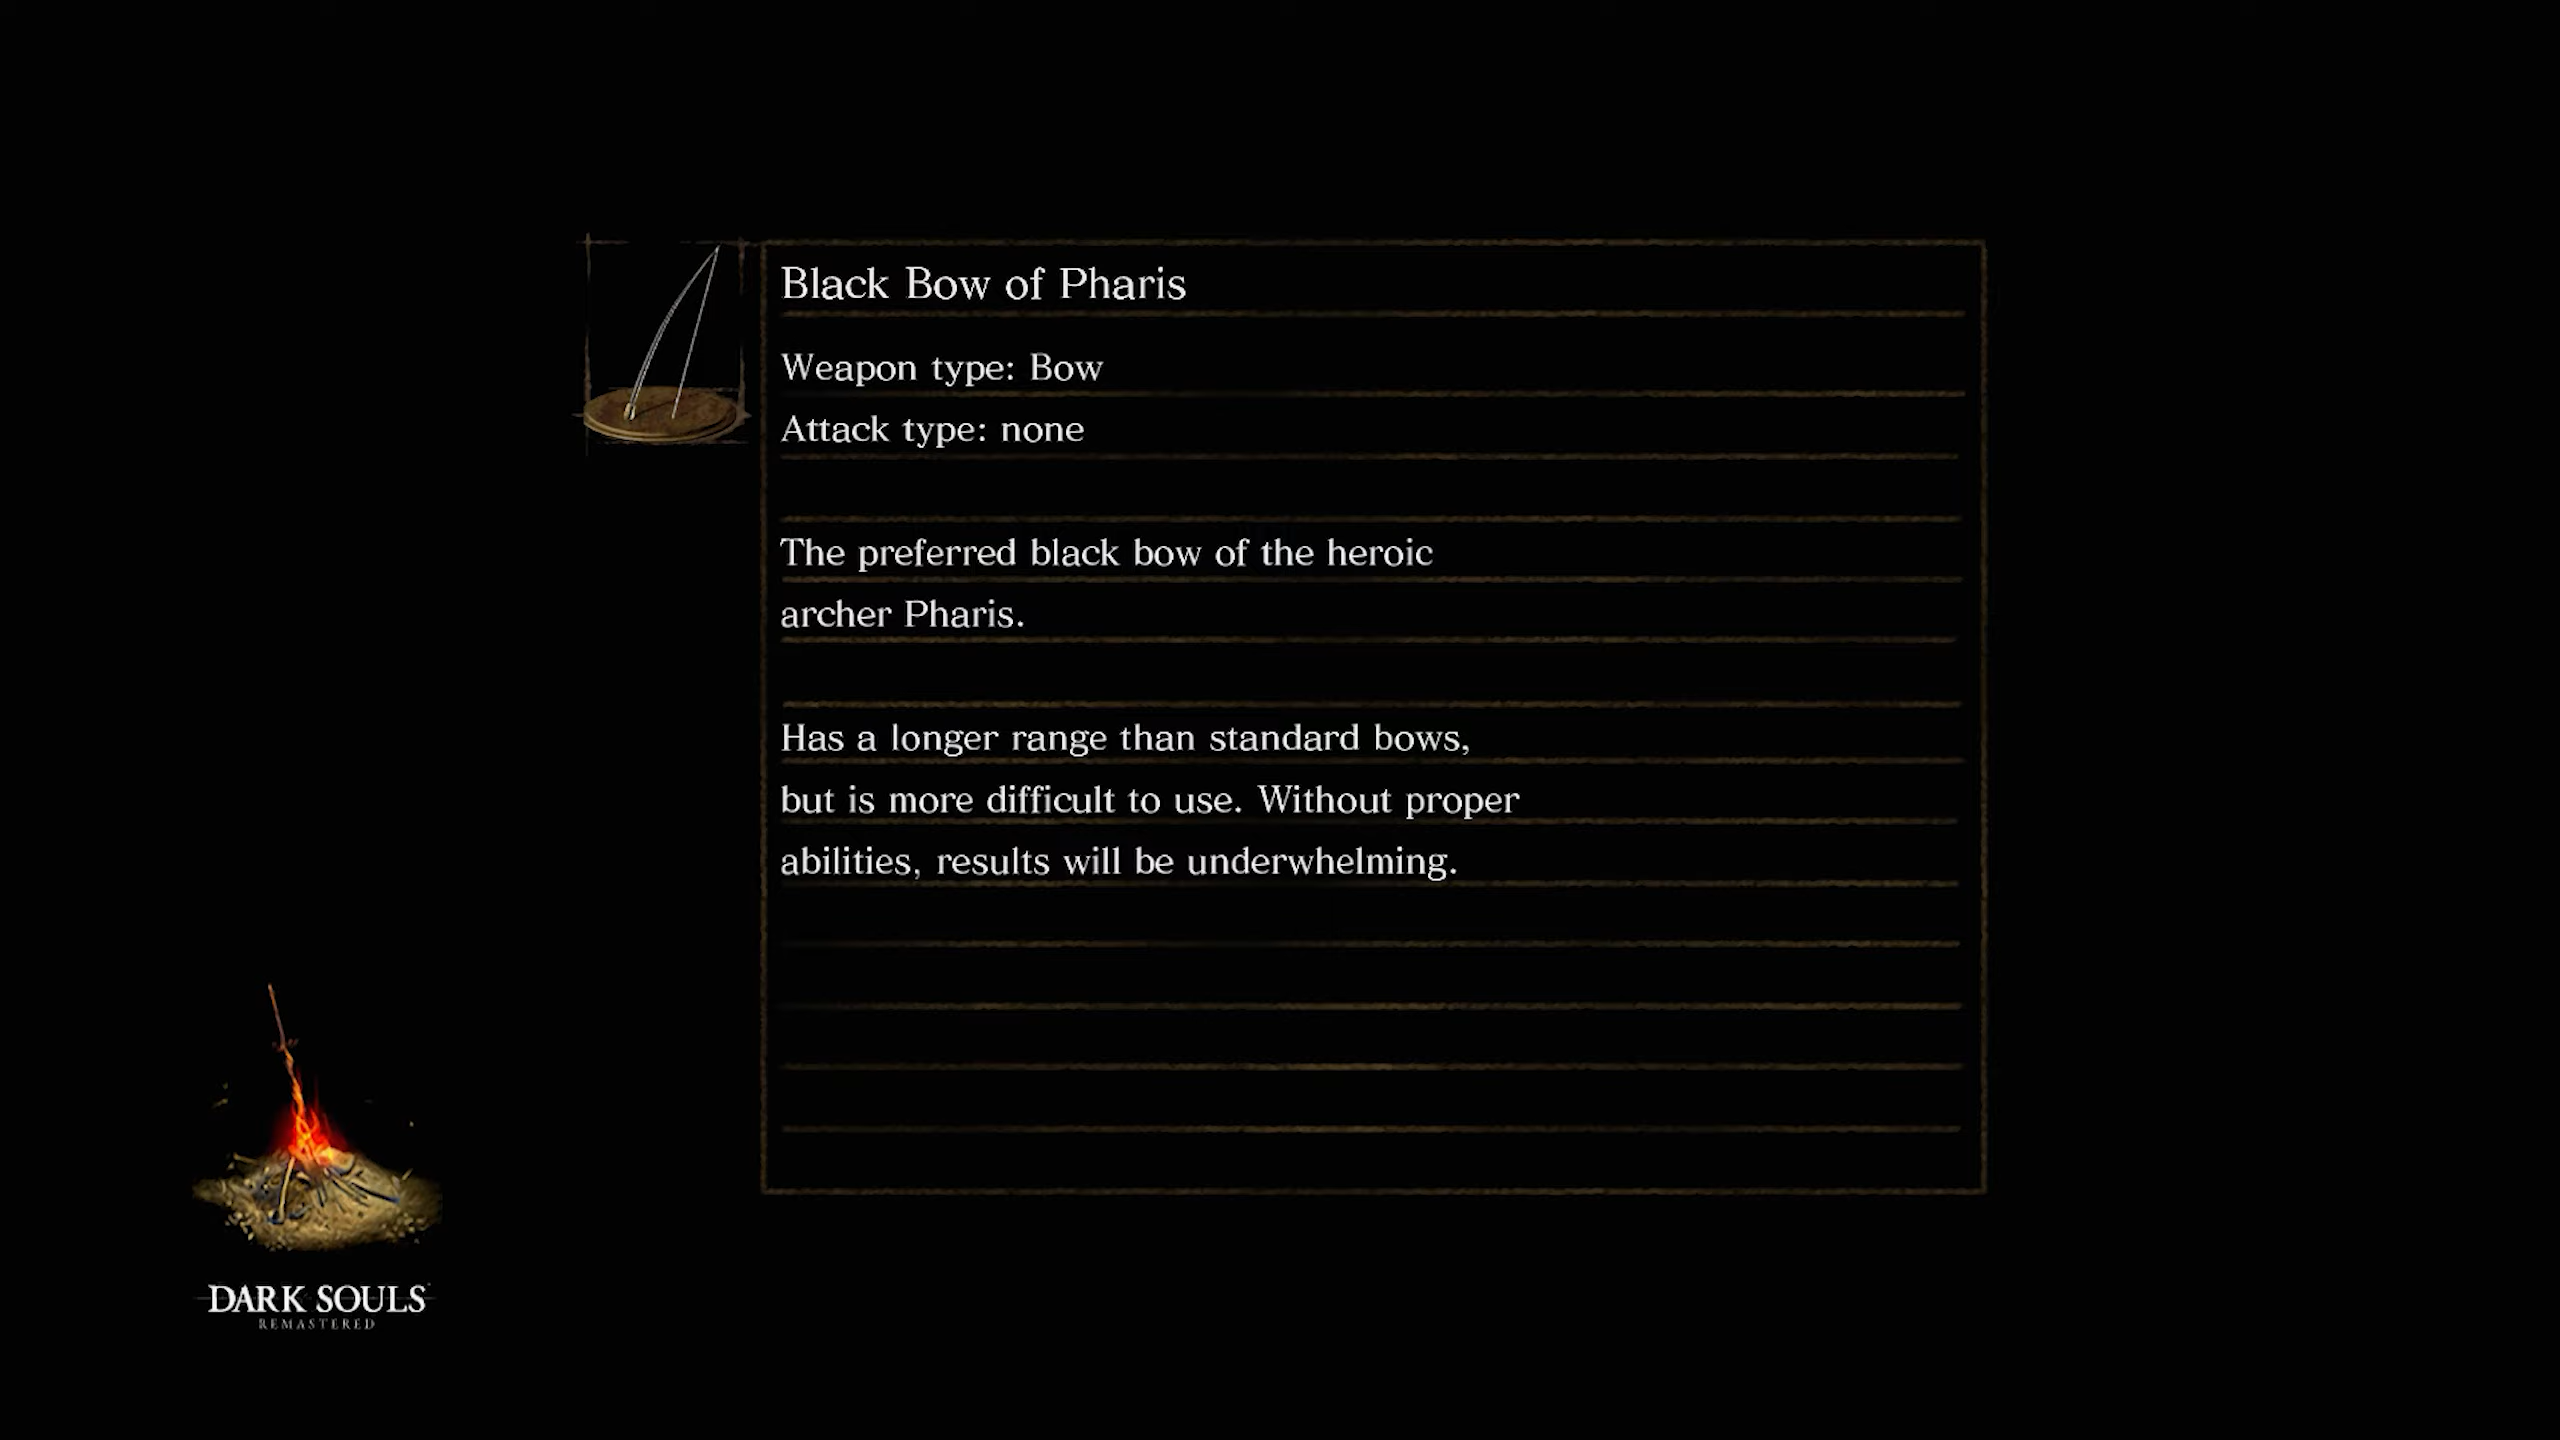 Black Bow of Pharis
Weapon type: Bow
Attack type: none
The preferred black bow of the heroic
archer Pharis.
Has a longer range than standard bows,
but is more difficult to use. Without proper
abilities, results will be underwhelming.
DARK SOULS
REMASTERED